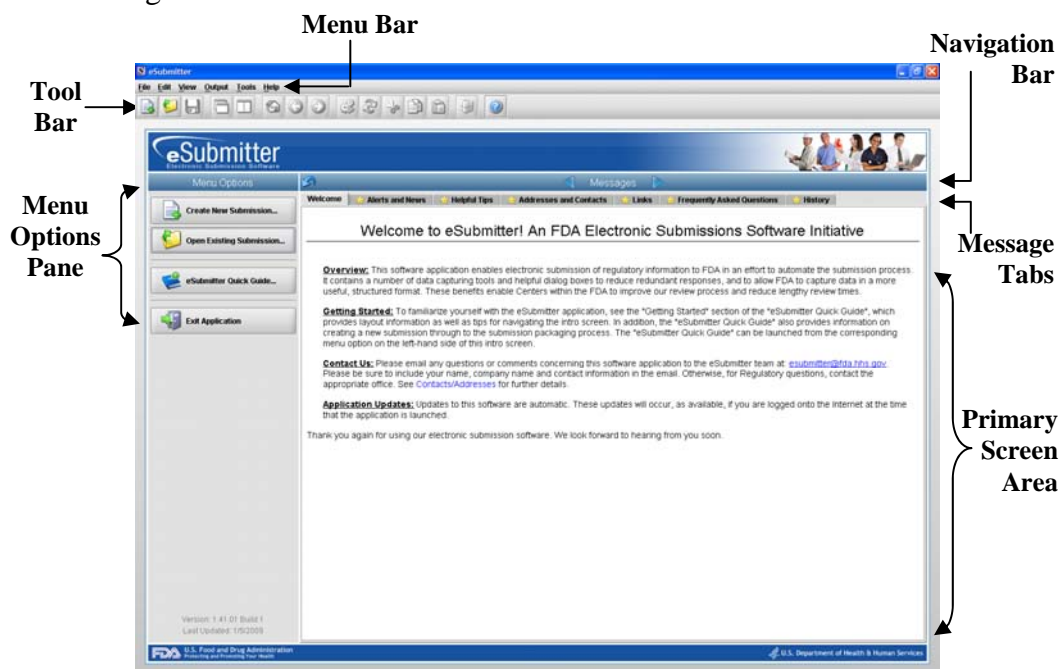 Menu Bar
Navigation
Bar
Tool
Bar
Menu
Options
Pane
Message
Tabs
Primary
Screen
Area
eSubmitter
File Edit View Output Tools Help
eSubmitter
Electronic Submission Software
Menu Options
Messages
Create New Submission...
Open Existing Submission...
eSubmitter Quick Guide...
Exit Application
Welcome Alerts and News Helpful Tips Addresses and Contacts Links Frequently Asked Questions History
Welcome to eSubmitter! An FDA Electronic Submissions Software Initiative
Overview: This software application enables electronic submission of regulatory information to FDA in an effort to automate the submission process.
It contains a number of data capturing tools and helpful dialog boxes to reduce redundant responses, and to allow FDA to capture data in a more
useful, structured format. These benefits enable Centers within the FDA to improve our review process and reduce lengthy review times.
Getting Started: To familiarize yourself with the eSubmitter application, see the "Getting Started" section of the "eSubmitter Quick Guide", which
provides layout information as well as tips for navigating the intro screen. In addition, the "eSubmitter Quick Guide" also provides information on
creating a new submission through to the submission packaging process. The "eSubmitter Quick Guide" can be launched from the corresponding
menu option on the left-hand side of this intro screen.
Contact Us: Please email any questions or comments concerning this software application to the eSubmitter team at: esubmitter@fda.hhs.gov.
Please be sure to include your name, company name and contact information in the email. Otherwise, for Regulatory questions, contact the
appropriate office. See Contacts/Addresses for further details.
Application Updates: Updates to this software are automatic. These updates will occur, as available, if you are logged onto the Internet at the time
that the application is launched.
Thank you again for using our electronic submission software. We look forward to hearing from you soon.
Version: 1.41.01 Build 1
Last Updated: 1/5/2009
FDA U.S. Food and Drug Administration
Protecting and Promoting Your Health
U.S. Department of Health & Human Services